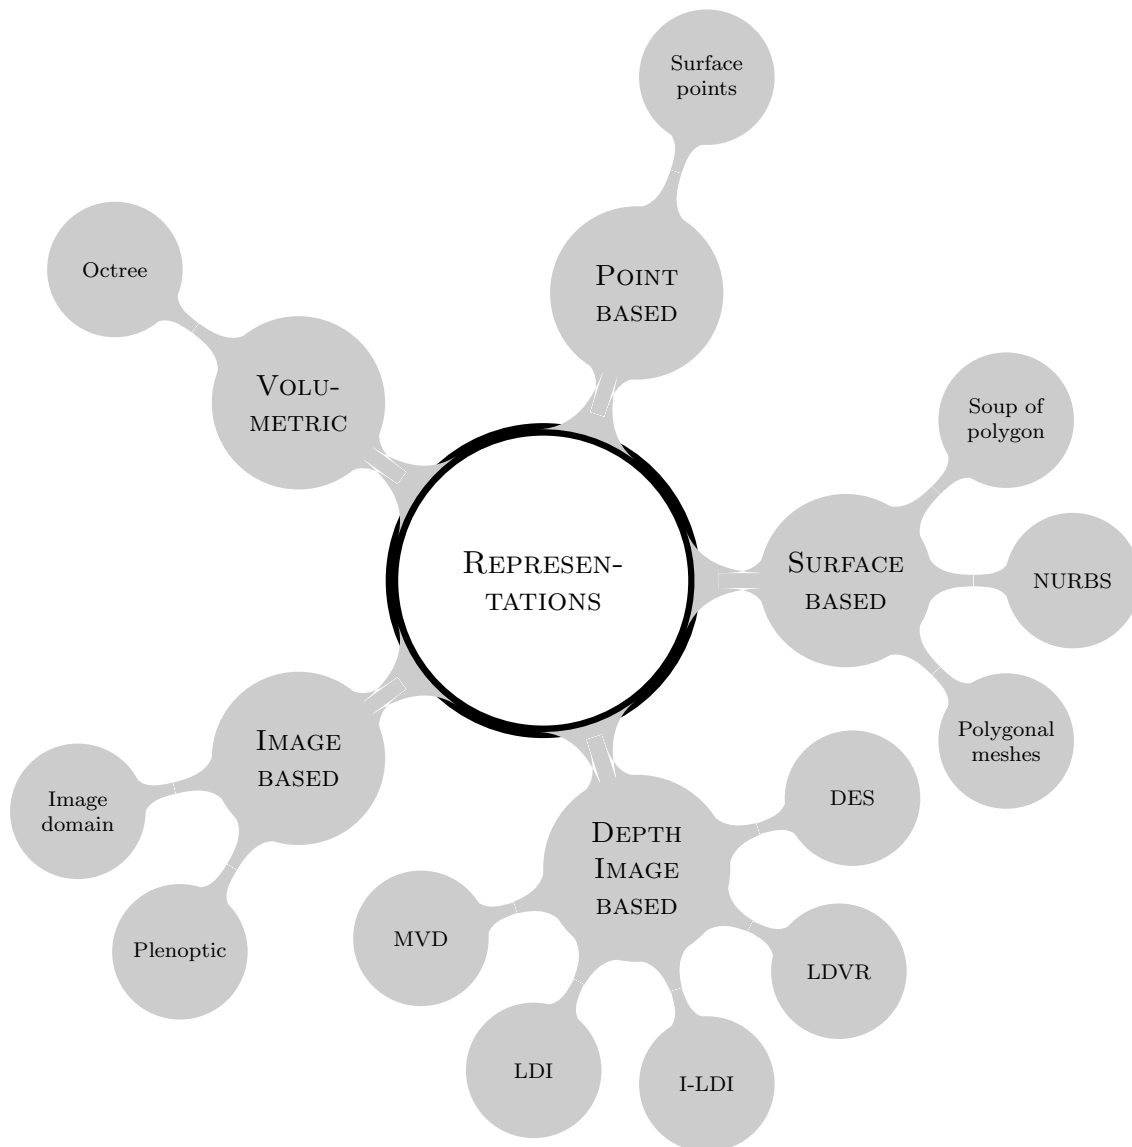 Surface
points
POINT
BASED
Octree
VOLU-
METRIC
Soup of
polygon
REPRESEN-
TATIONS
SURFACE
BASED
NURBS
Polygonal
meshes
IMAGE
BASED
Image
domain
Plenoptic
DEPTH
IMAGE
BASED
DES
MVD
LDVR
LDI
I-LDI